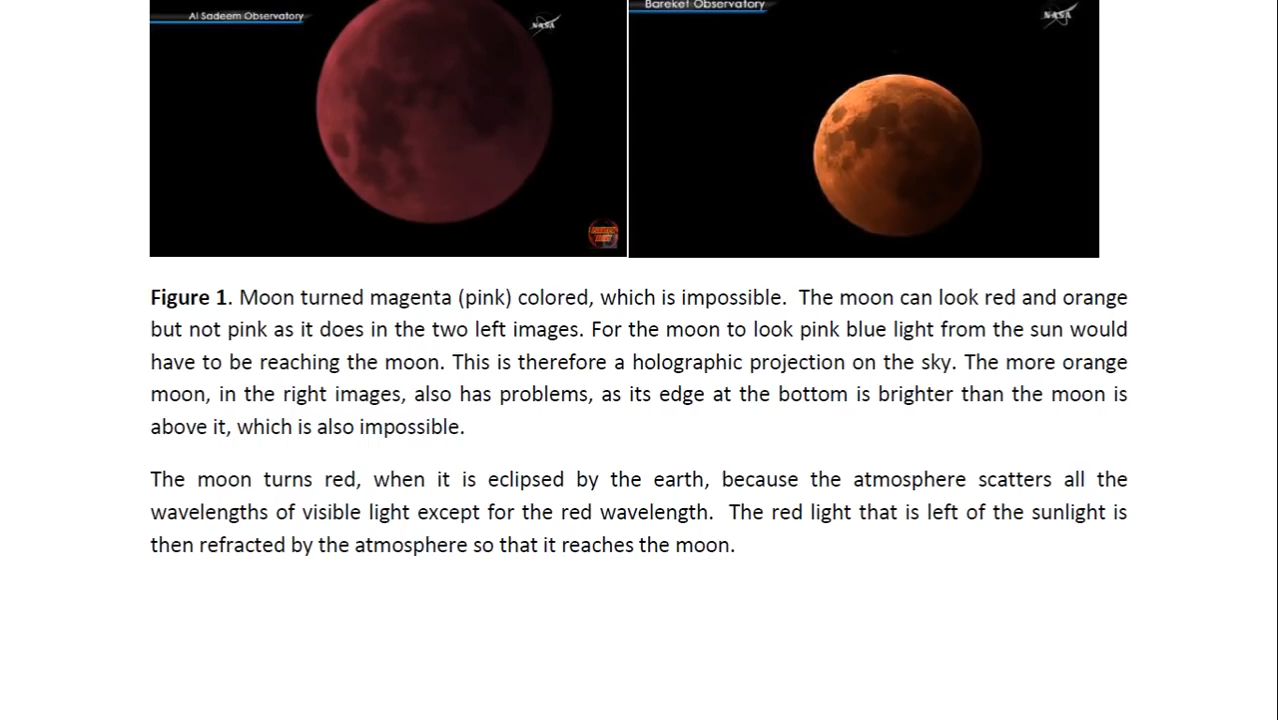 Al Sadeem Observatory
NASA
Bareket Observatory
NASA
Figure 1. Moon turned magenta (pink) colored, which is impossible.  The moon can look red and orange
but not pink as it does in the two left images. For the moon to look pink blue light from the sun would
have to be reaching the moon. This is therefore a holographic projection on the sky. The more orange
moon, in the right images, also has problems, as its edge at the bottom is brighter than the moon is
above it, which is also impossible.
The moon turns red, when it is eclipsed by the earth, because the atmosphere scatters all the
wavelengths of visible light except for the red wavelength.  The red light that is left of the sunlight is
then refracted by the atmosphere so that it reaches the moon.